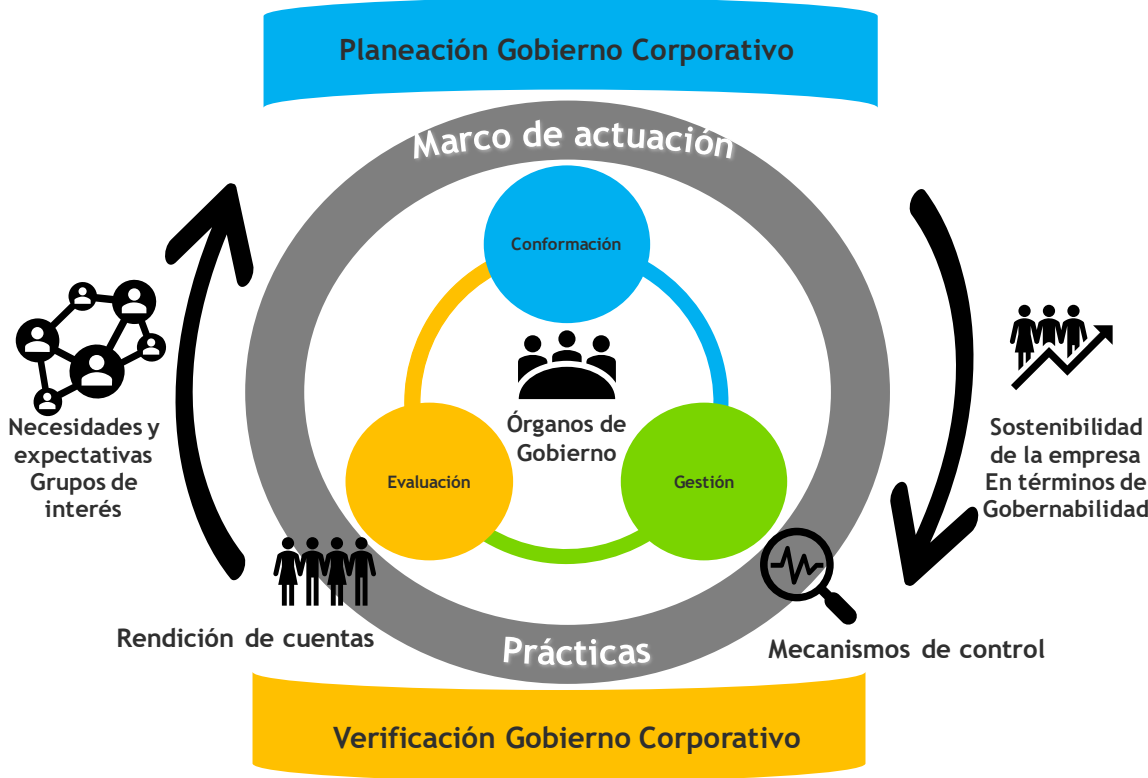 Planeación Gobierno Corporativo
Marco de actuación
Conformación
Órganos de
Gobierno
Evaluación
Gestión
Necesidades y
expectativas
Grupos de
interés
Sostenibilidad
de la empresa
En términos de
Gobernabilidad
Rendición de cuentas
Prácticas
Mecanismos de control
Verificación Gobierno Corporativo